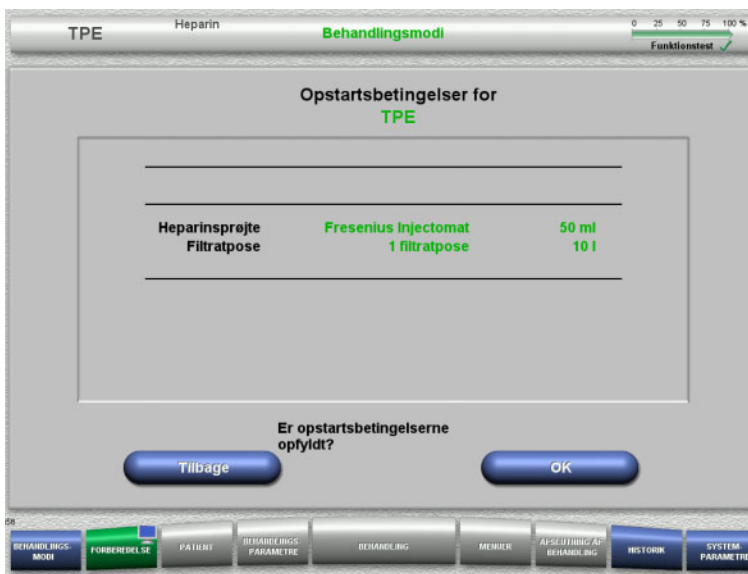 TPE
Heparin
Behandlingsmodi
0 25 50 75 100 %
Funktionstest
Opstartsbetingelser for
TPE
Heparinsprøjte Fresenius Injectomat 50 ml
Filtratpose 1 filtratpose 10 l
Er opstartsbetingelserne
opfyldt?
Tilbage
OK
58
BEHANDLINGS-
MODI
FORBEREDELSE
PATIENT
BEHANDLINGS-
PARAMETRE
BEHANDLING
MENUER
AFSLUTNING AF
BEHANDLING
HISTORIK
SYSTEM-
PARAMETRE